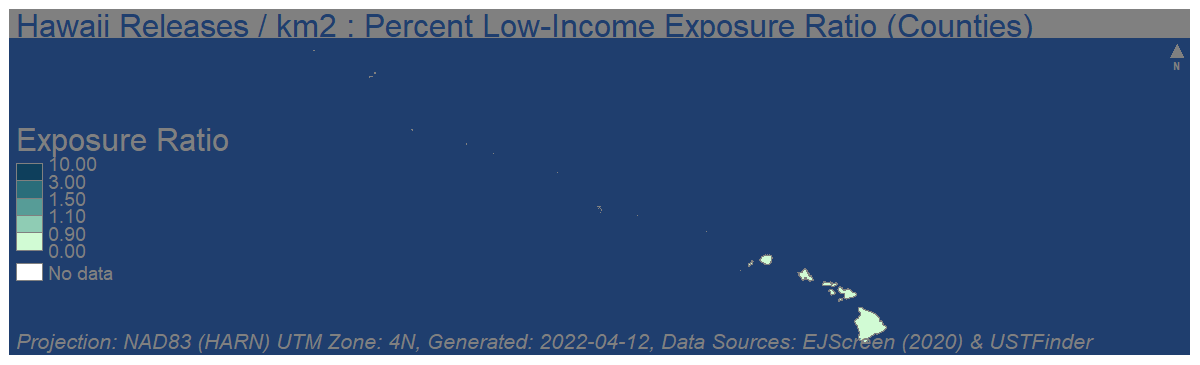 Hawaii Releases / km2 : Percent Low-Income Exposure Ratio (Counties)
N
Exposure Ratio
10.00
3.00
1.50
1.10
0.90
0.00
No data
Projection: NAD83 (HARN) UTM Zone: 4N, Generated: 2022-04-12, Data Sources: EJScreen (2020) & USTFinder